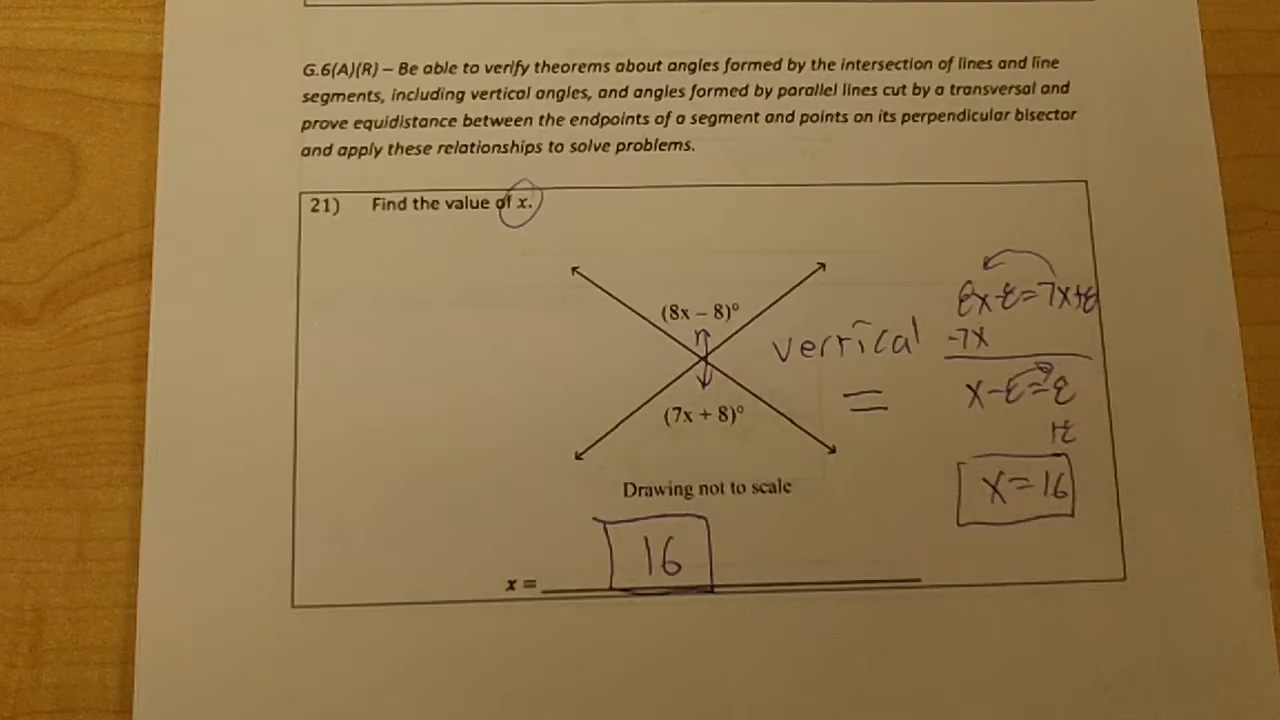 G.6(A)(R) – Be able to verify theorems about angles formed by the intersection of lines and line
segments, including vertical angles, and angles formed by parallel lines cut by a transversal and
prove equidistance between the endpoints of a segment and points on its perpendicular bisector
and apply these relationships to solve problems.
21) Find the value of x.
(8x – 8)°
(7x + 8)°
vertical
=
Drawing not to scale
x =
16
8x-8=7x+8
-7x
x-8=8
+8
x=16